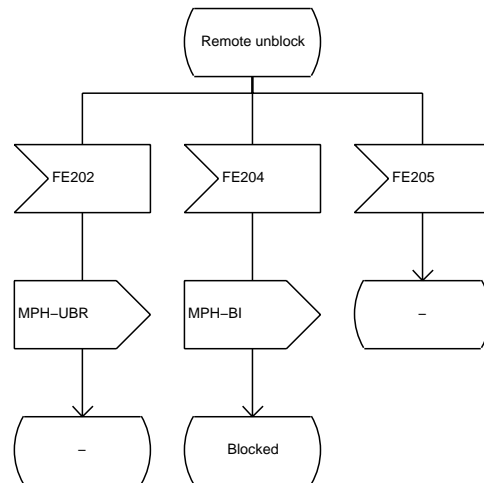 Remote unblock
FE202
FE204
FE205
MPH−UBR
MPH−BI
−
−
Blocked